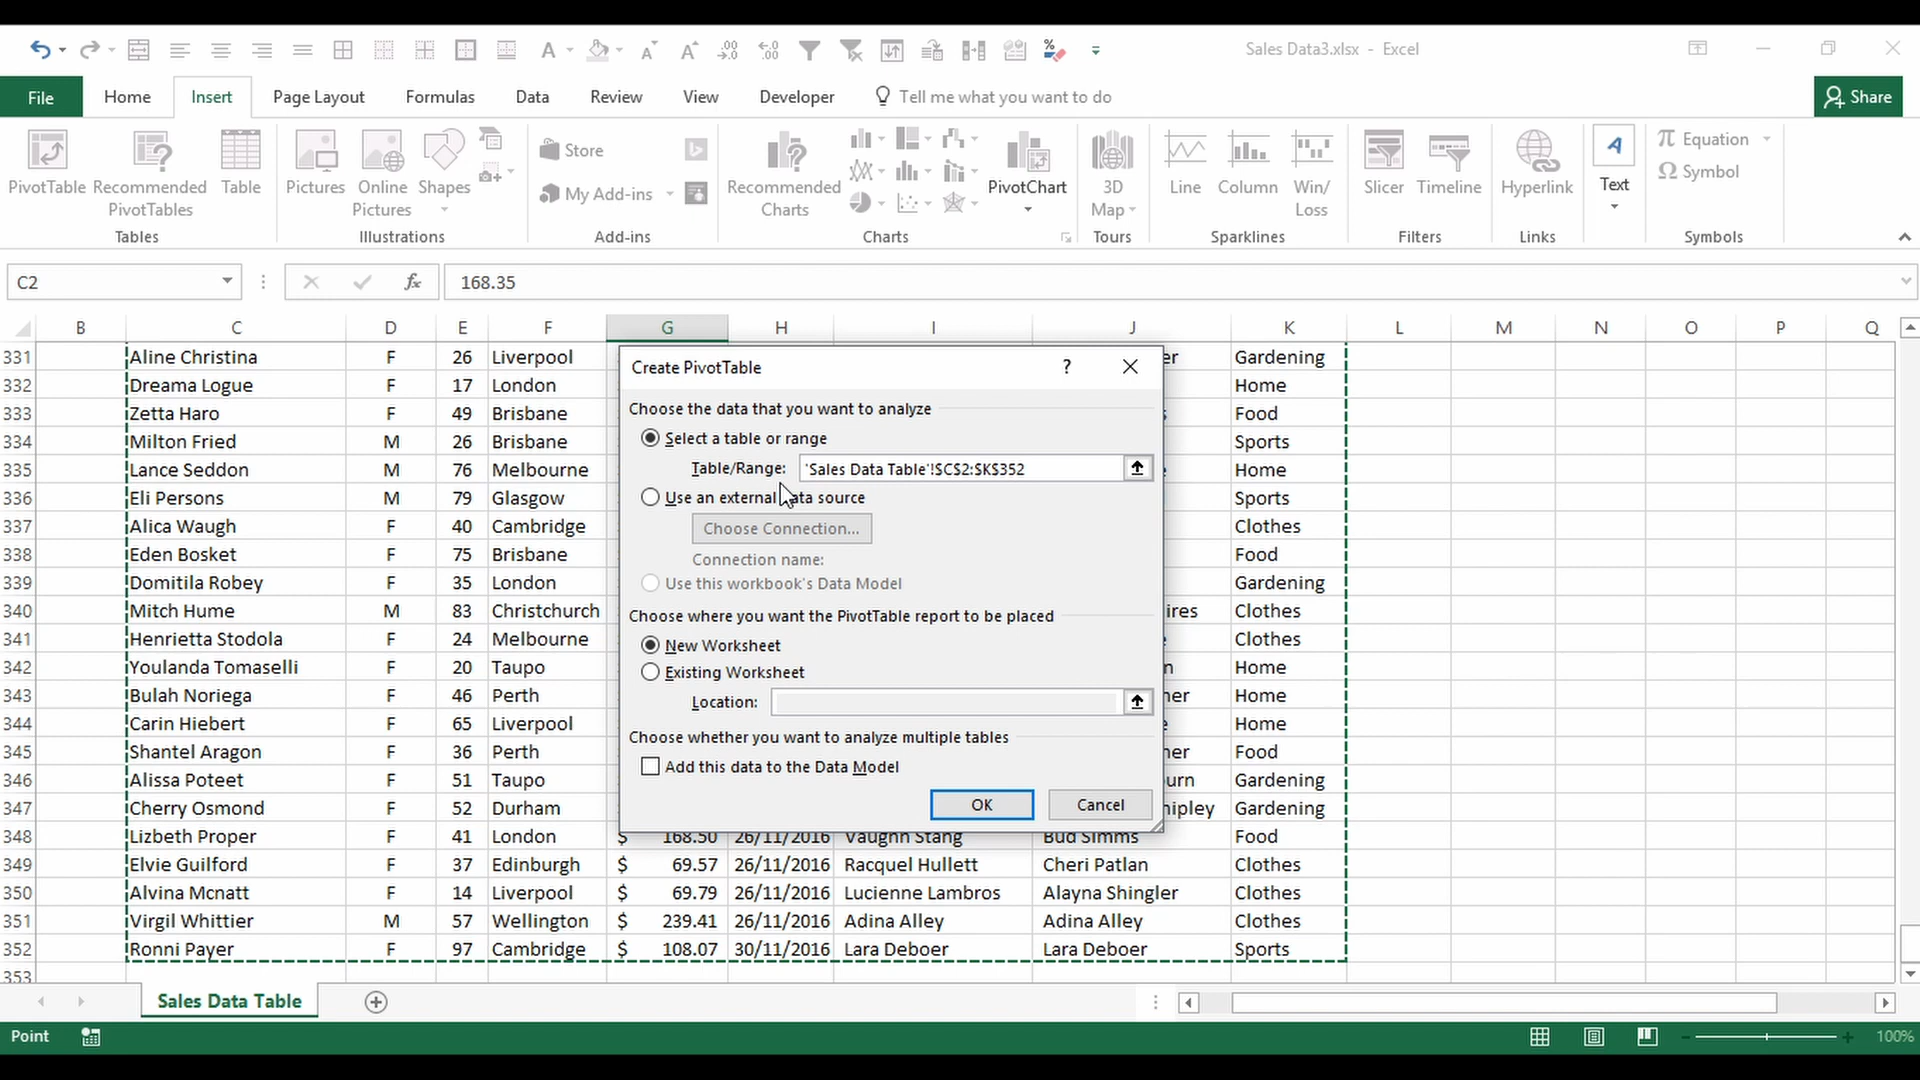 Sales Data3.xlsx - Excel
File Home Insert Page Layout Formulas Data Review View Developer Tell me what you want to do Share
PivotTable Recommended PivotTables Table Pictures Online Pictures Shapes Store My Add-ins Recommended Charts PivotChart 3D Map Line Column Win/Loss Slicer Timeline Hyperlink Text Equation Symbol
Tables Illustrations Add-ins Charts Tours Sparklines Filters Links Symbols
C2 fx 168.35
B C D E F G H I J K L M N O P Q
331 Aline Christina F 26 Liverpool er Gardening
332 Dreama Logue F 17 London Home
333 Zetta Haro F 49 Brisbane Food
334 Milton Fried M 26 Brisbane Sports
335 Lance Seddon M 76 Melbourne Home
336 Eli Persons M 79 Glasgow Sports
337 Alica Waugh F 40 Cambridge Clothes
338 Eden Bosket F 75 Brisbane Food
339 Domitila Robey F 35 London Gardening
340 Mitch Hume M 83 Christchurch ires Clothes
341 Henrietta Stodola F 24 Melbourne Clothes
342 Youlanda Tomaselli F 20 Taupo n Home
343 Bulah Noriega F 46 Perth ner Home
344 Carin Hiebert F 65 Liverpool Home
345 Shantel Aragon F 36 Perth ner Food
346 Alissa Poteet F 51 Taupo urn Gardening
347 Cherry Osmond F 52 Durham hipley Gardening
348 Lizbeth Proper F 41 London $ 168.50 26/11/2016 Vaughn Stang Bud Simms Food
349 Elvie Guilford F 37 Edinburgh $ 69.57 26/11/2016 Racquel Hullett Cheri Patlan Clothes
350 Alvina Mcnatt F 14 Liverpool $ 69.79 26/11/2016 Lucienne Lambros Alayna Shingler Clothes
351 Virgil Whittier M 57 Wellington $ 239.41 26/11/2016 Adina Alley Adina Alley Clothes
352 Ronni Payer F 97 Cambridge $ 108.07 30/11/2016 Lara Deboer Lara Deboer Sports
353
Create PivotTable ?
Choose the data that you want to analyze
Select a table or range
Table/Range: 'Sales Data Table'!$C$2:$K$352
Use an external data source
Choose Connection...
Connection name:
Use this workbook's Data Model
Choose where you want the PivotTable report to be placed
New Worksheet
Existing Worksheet
Location:
Choose whether you want to analyze multiple tables
Add this data to the Data Model
OK Cancel
Sales Data Table
Point 100%